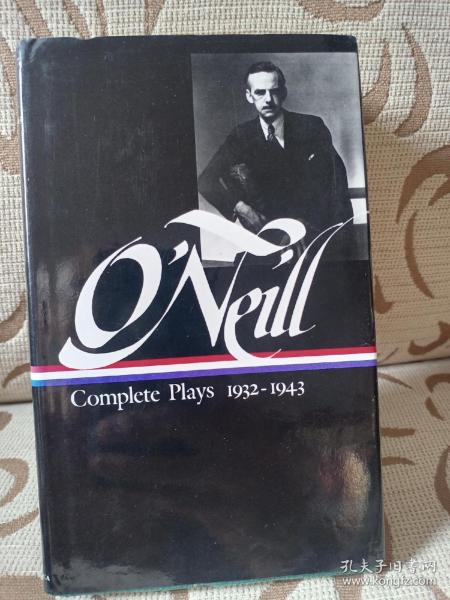 O'Neill
Complete Plays 1932-1943
孔夫子旧书网
www.kongfz.com